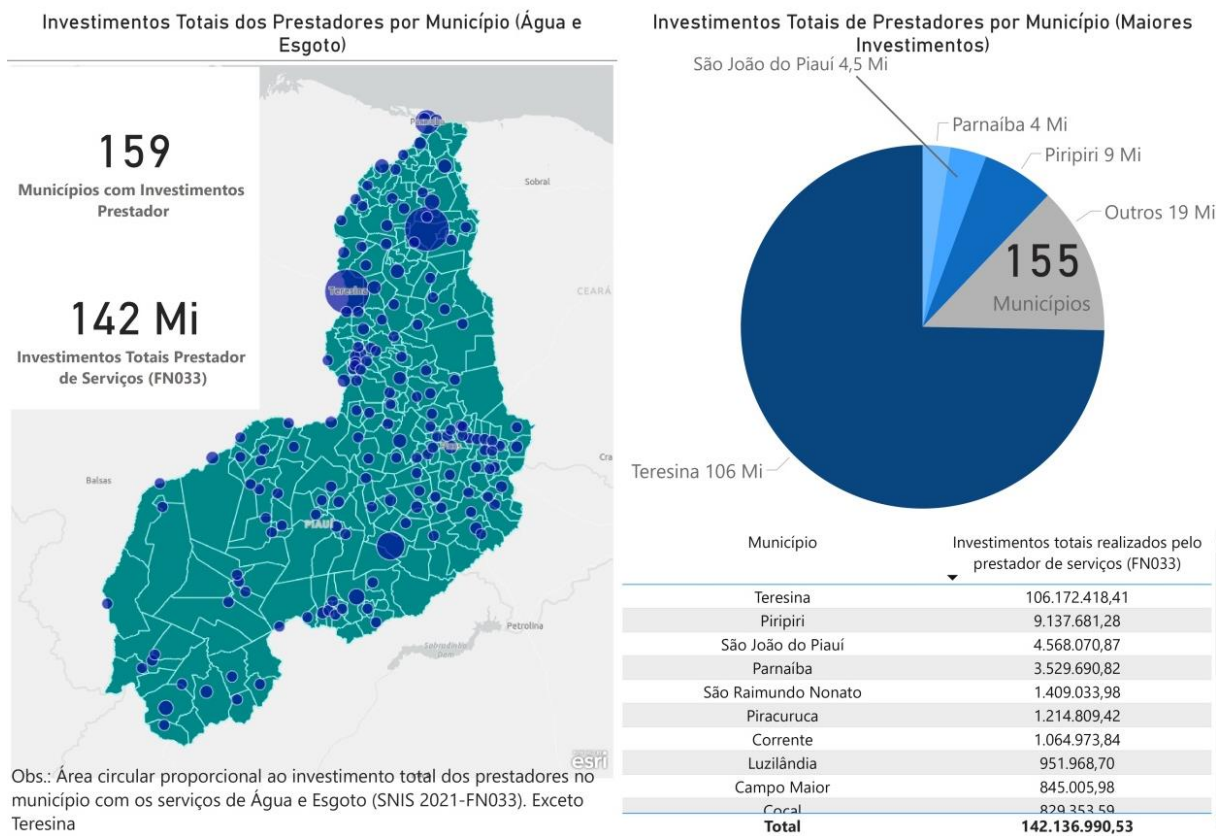 Investimentos Totais dos Prestadores por Município (Água e
Esgoto)
159
Municípios com Investimentos
Prestador
142 Mi
Investimentos Totais Prestador
de Serviços (FN033)
Parnaíba
Sobral
Teresina
CEARÁ
Balsas
Picos
Cra
PIAUÍ
Petrolina
Sobradinho
Dam
esri
Obs.: Área circular proporcional ao investimento total dos prestadores no
município com os serviços de Água e Esgoto (SNIS 2021-FN033). Exceto
Teresina
Investimentos Totais de Prestadores por Município (Maiores
Investimentos)
São João do Piauí 4,5 Mi
Parnaíba 4 Mi
Piripiri 9 Mi
Outros 19 Mi
155
Municípios
Teresina 106 Mi
Município Investimentos totais realizados pelo
prestador de serviços (FN033)
Teresina 106.172.418,41
Piripiri 9.137.681,28
São João do Piauí 4.568.070,87
Parnaíba 3.529.690,82
São Raimundo Nonato 1.409.033,98
Piracuruca 1.214.809,42
Corrente 1.064.973,84
Luzilândia 951.968,70
Campo Maior 845.005,98
Cocal 829.353,59
Total 142.136.990,53